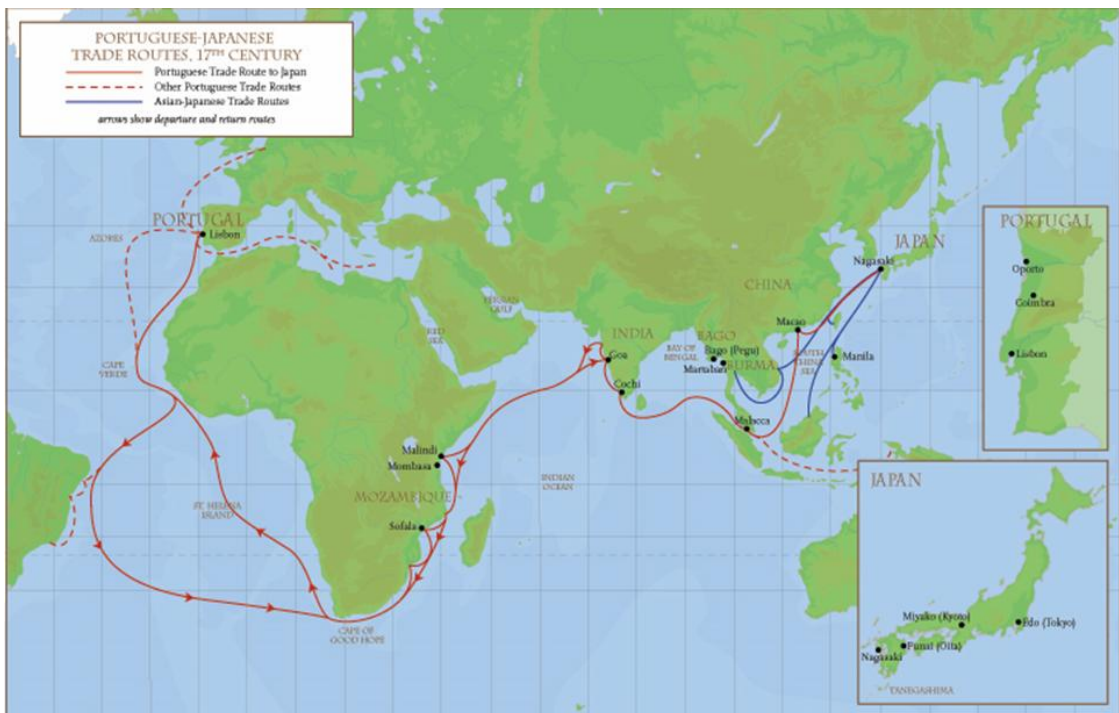 PORTUGUESE-JAPANESE
TRADE ROUTES, 17TH CENTURY
Portuguese Trade Route to Japan
Other Portuguese Trade Routes
Asian-Japanese Trade Routes
arrows show departure and return routes
PORTUGAL
AZORES
Lisbon
JAPAN
Nagasaki
CHINA
PERSIAN
GULF
RED
SEA
INDIA
BAGO
Macao
BAY OF
BENGAL
Bago (Pegu)
Martaban
BURMA
SOUTH
CHINA
SEA
Manila
Goa
CAPE
VERDE
Cochi
Malacca
Malindi
Mombasa
INDIAN
OCEAN
MOZAMBIQUE
ST. HELENA
ISLAND
Sofala
CAPE OF
GOOD HOPE
PORTUGAL
Oporto
Coimbra
Lisbon
JAPAN
Miyako (Kyoto)
Edo (Tokyo)
Nagasaki
Funai (Oita)
TANEGASHIMA